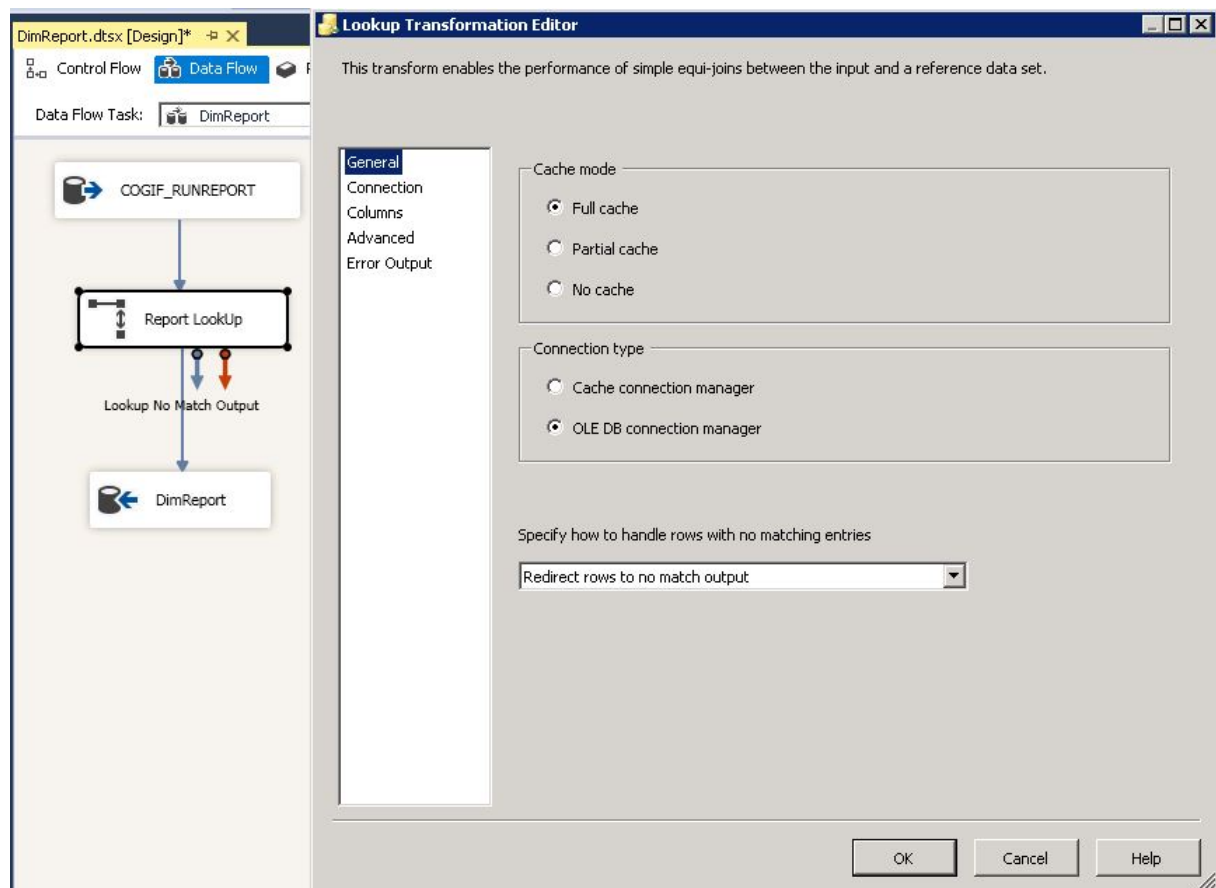 DimReport.dtsx [Design]*
Control Flow
Data Flow
Data Flow Task:
DimReport
COGIF_RUNREPORT
Report LookUp
Lookup No Match Output
DimReport
Lookup Transformation Editor
This transform enables the performance of simple equi-joins between the input and a reference data set.
General
Connection
Columns
Advanced
Error Output
Cache mode
Full cache
Partial cache
No cache
Connection type
Cache connection manager
OLE DB connection manager
Specify how to handle rows with no matching entries
Redirect rows to no match output
OK
Cancel
Help